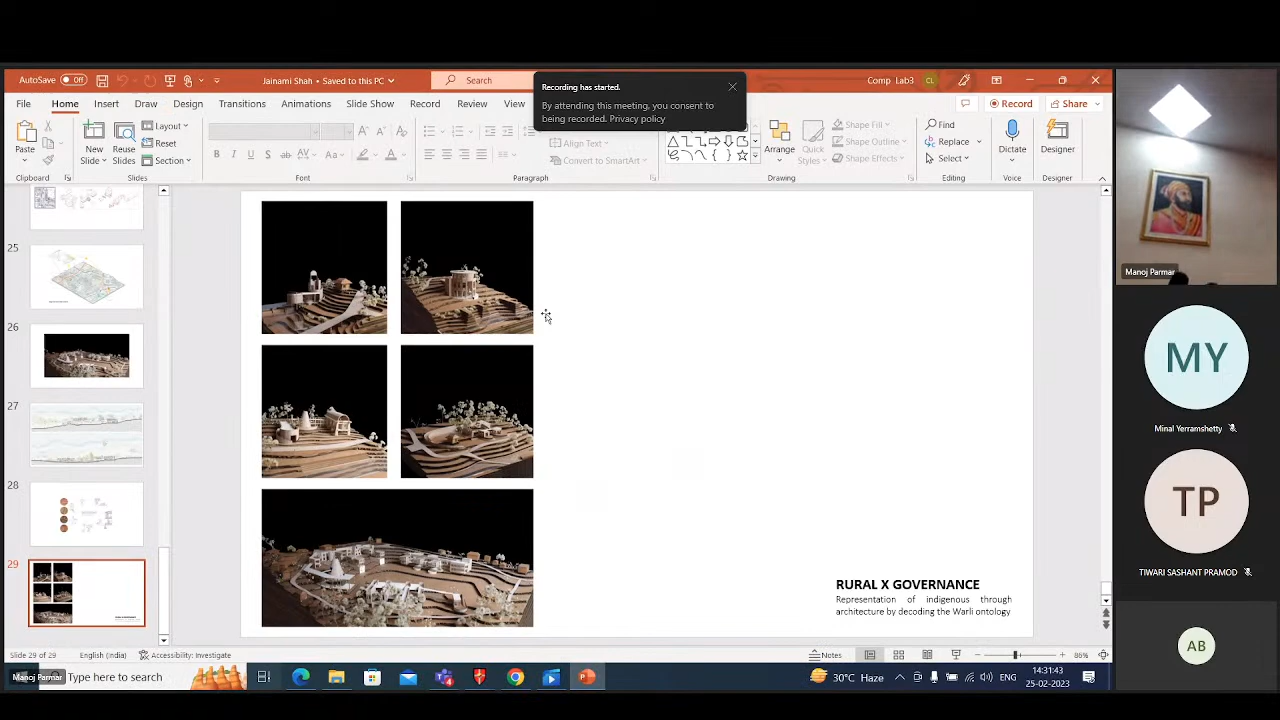 AutoSave Off
Jainami Shah • Saved to this PC
Search
Comp Lab3
CL
Recording has started.
By attending this meeting, you consent to
being recorded. Privacy policy
File Home Insert Draw Design Transitions Animations Slide Show Record Review View
Record Share
Paste
New
Slide
Reuse
Slides
Layout
Reset
Section
Align Text
Convert to SmartArt
Arrange
Quick
Styles
Shape Fill
Shape Outline
Shape Effects
Find
Replace
Select
Dictate
Designer
Clipboard Slides Font Paragraph Drawing Editing Voice Designer
25
26
27
28
29
RURAL X GOVERNANCE
Representation of indigenous through
architecture by decoding the Warli ontology
Slide 29 of 29 English (India) Accessibility: Investigate
Notes
86%
Manoj Parmar
Type here to search
30°C Haze
ENG
14:31:43
25-02-2023
Manoj Parmar
MY
Minal Yerramshetty
TP
TIWARI SASHANT PRAMOD
AB